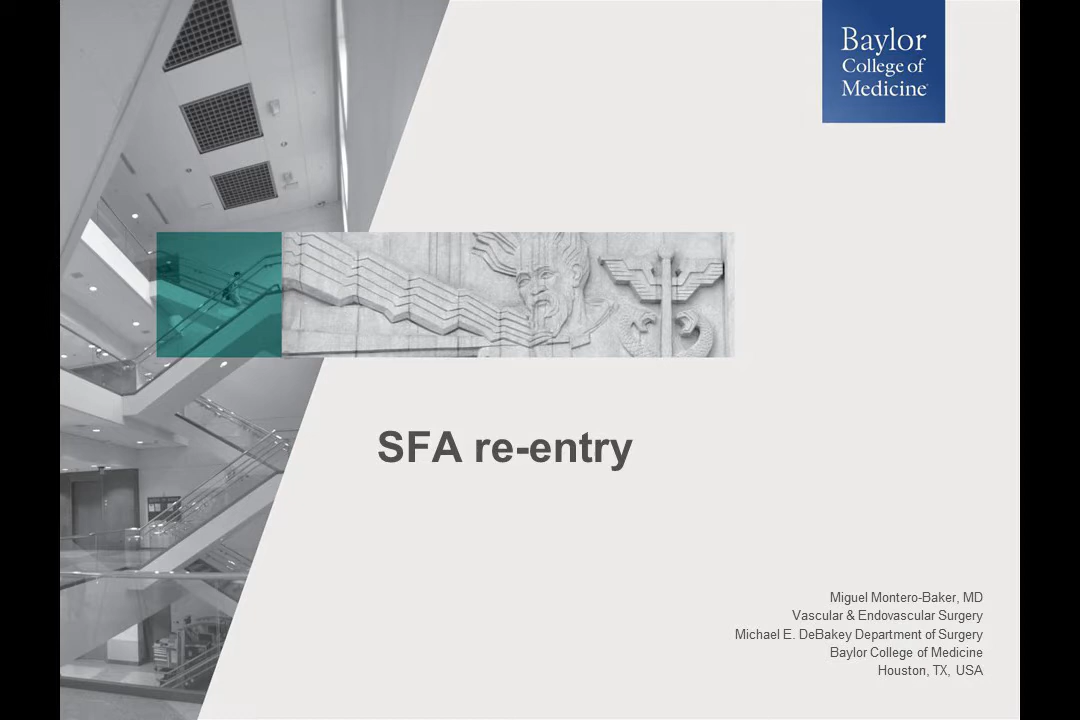 Baylor
College of
Medicine
SFA re-entry
Miguel Montero-Baker, MD
Vascular & Endovascular Surgery
Michael E. DeBakey Department of Surgery
Baylor College of Medicine
Houston, TX, USA